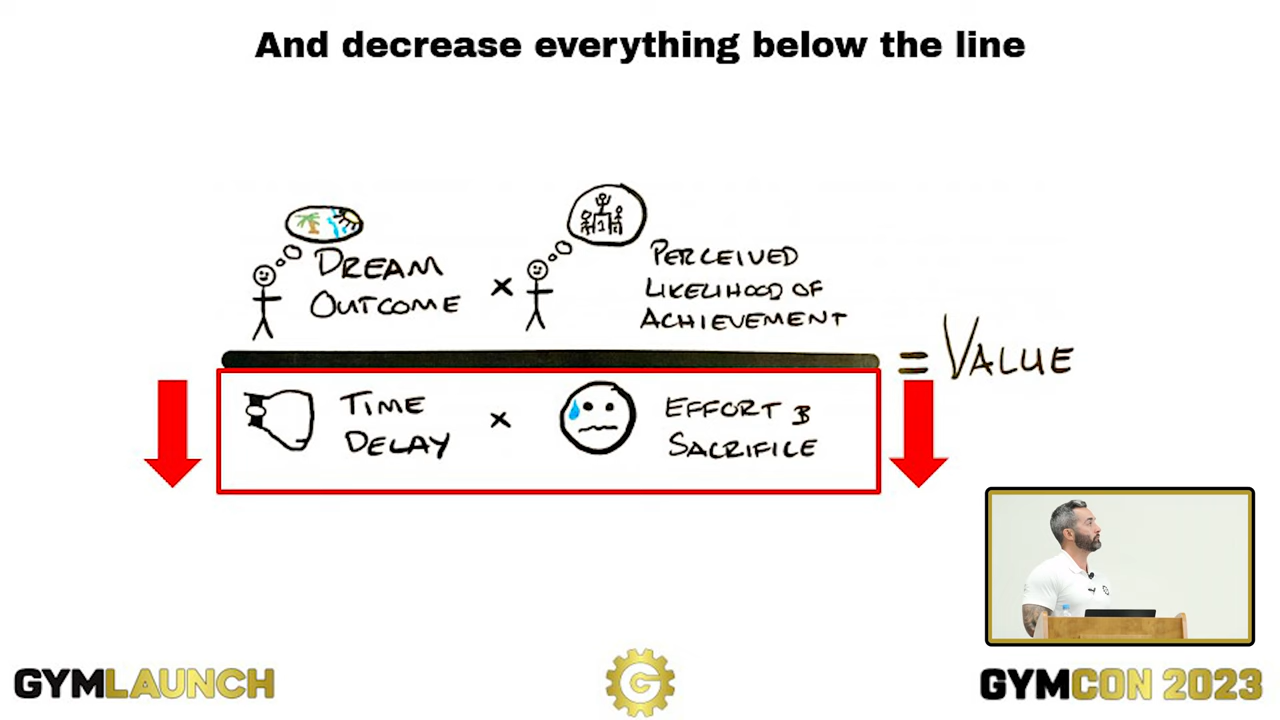 And decrease everything below the line
DREAM
OUTCOME
×
PERCEIVED
LIKELIHOOD OF
ACHIEVEMENT
= VALUE
TIME
DELAY
×
EFFORT &
SACRIFICE
GYMLAUNCH
G
GYMCON 2023